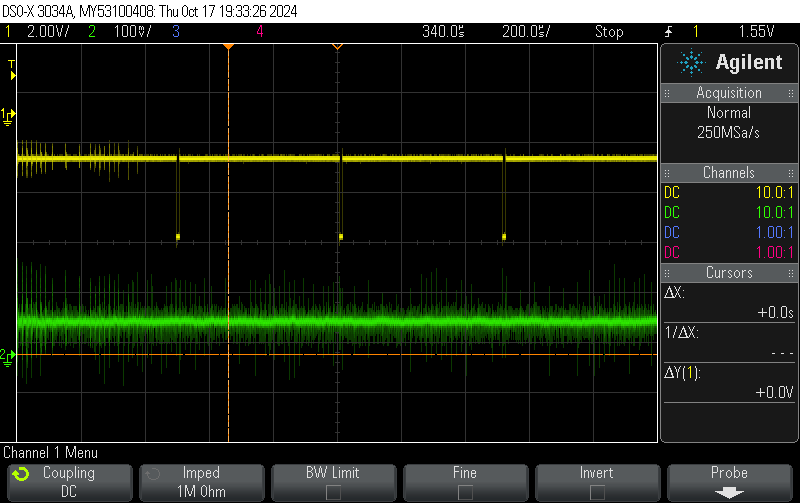 DSO-X 3034A, MY53100408: Thu Oct 17 19:33:26 2024
1 2.00V/ 2 100mV/ 3 4 340.0us 200.0us/ Stop 1 1.55V
T
1
2
Agilent
Acquisition
Normal
250MSa/s
Channels
DC 10.0:1
DC 10.0:1
DC 1.00:1
DC 1.00:1
Cursors
ΔX:
+0.0s
1/ΔX:
---
ΔY(1):
+0.0V
Channel 1 Menu
Coupling
DC
Imped
1M Ohm
BW Limit
Fine
Invert
Probe